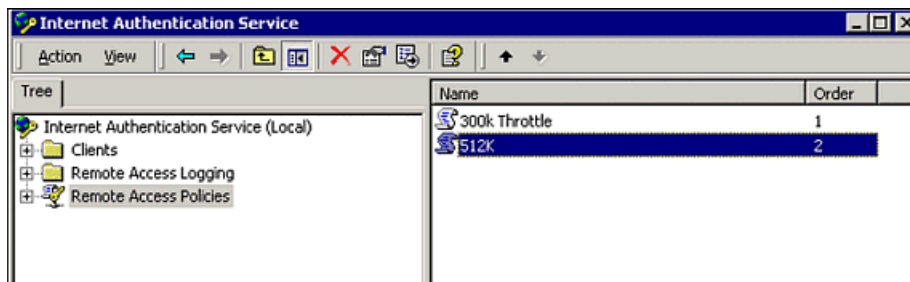 Internet Authentication Service
Action View
Tree
Name Order
Internet Authentication Service (Local)
Clients
Remote Access Logging
Remote Access Policies
300k Throttle 1
512K 2